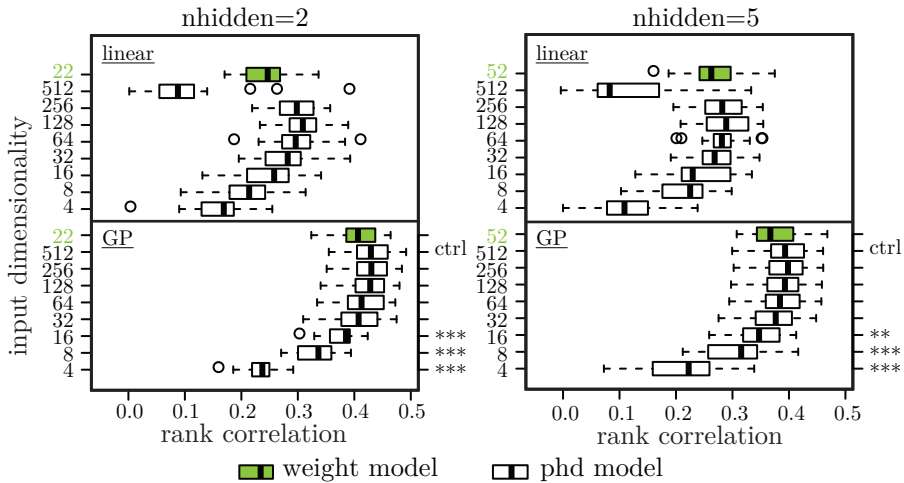 nhidden=2 nhidden=5
input dimensionality
linear
22
512
256
128
64
32
16
8
4
GP
22
512 ctrl
256
128
64
32
16 ***
8 ***
4 ***
0.0 0.1 0.2 0.3 0.4 0.5
rank correlation
linear
52
512
256
128
64
32
16
8
4
GP
52
512 ctrl
256
128
64
32
16 **
8 ***
4 ***
0.0 0.1 0.2 0.3 0.4 0.5
rank correlation
weight model phd model